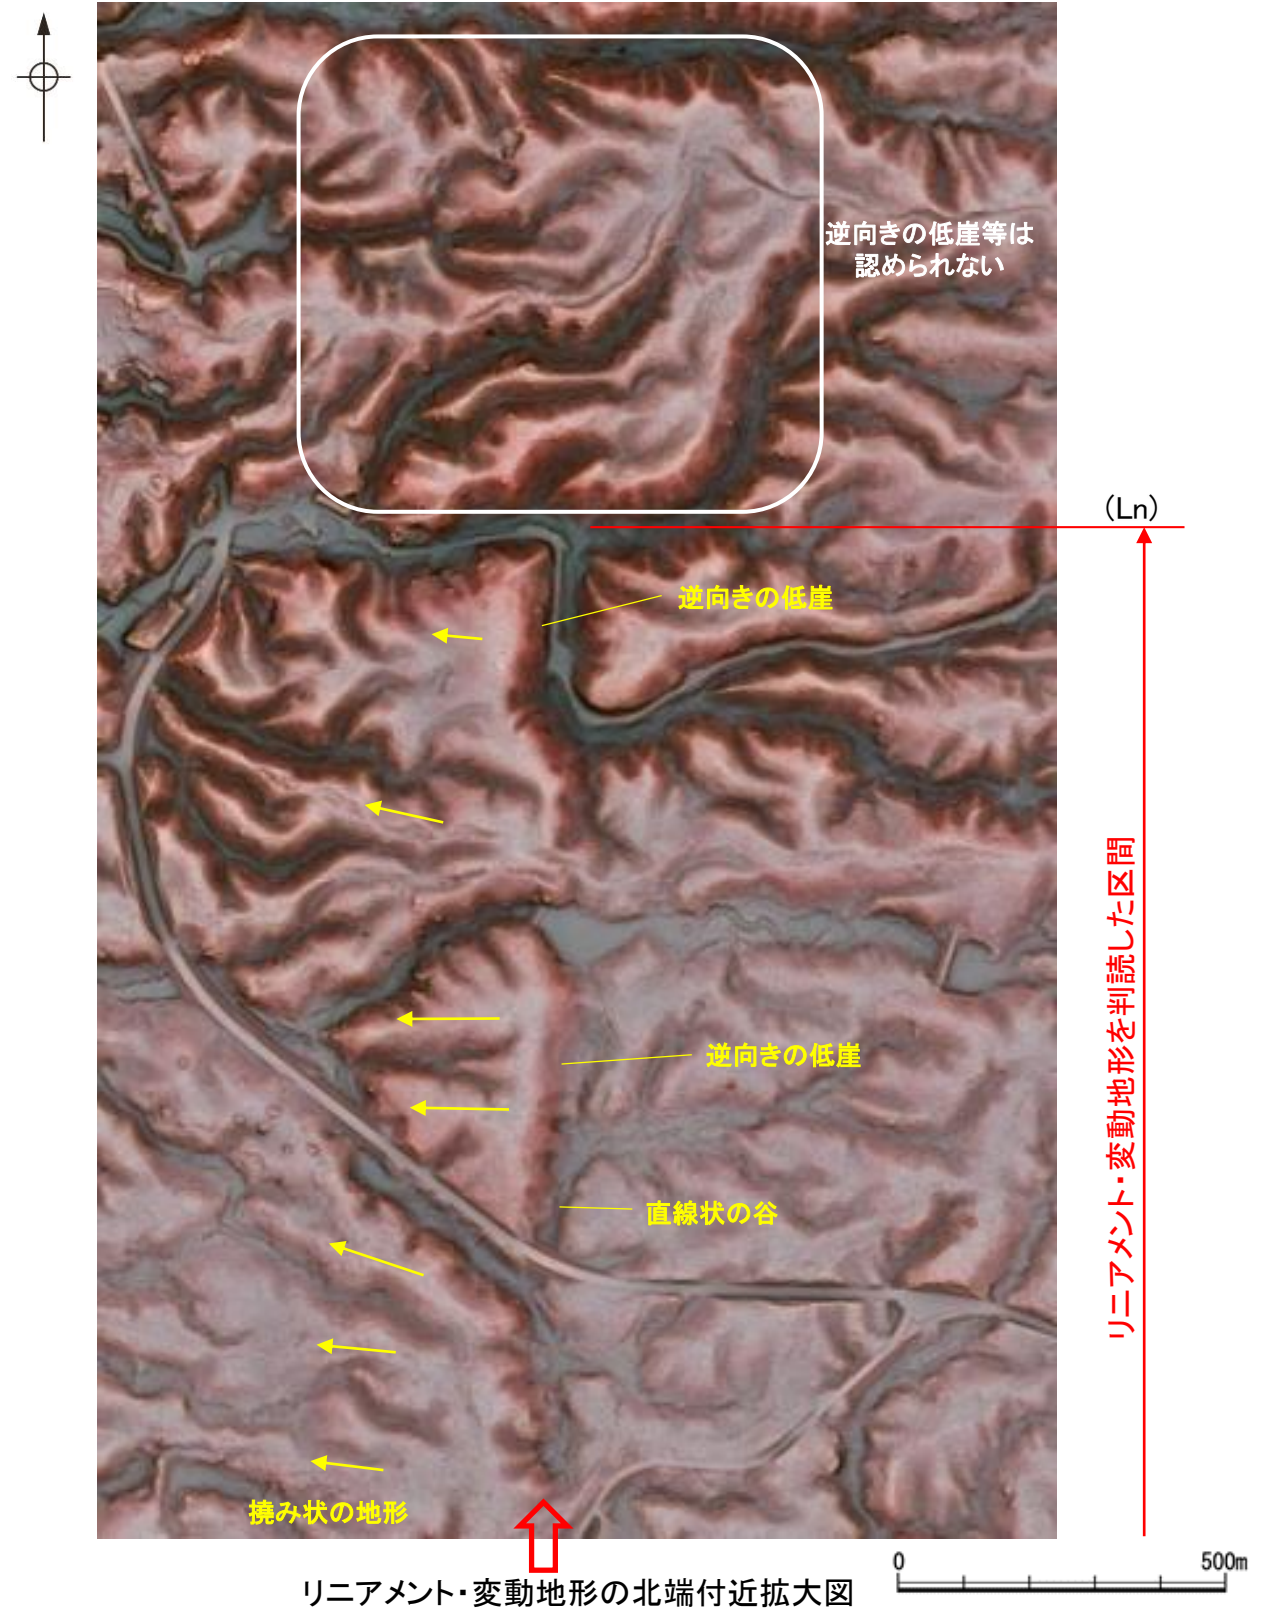 逆向きの低崖等は
認められない
(Ln)
逆向きの低崖
リニアメント・変動地形を判読した区間
逆向きの低崖
直線状の谷
撓み状の地形
0 500m
リニアメント・変動地形の北端付近拡大図